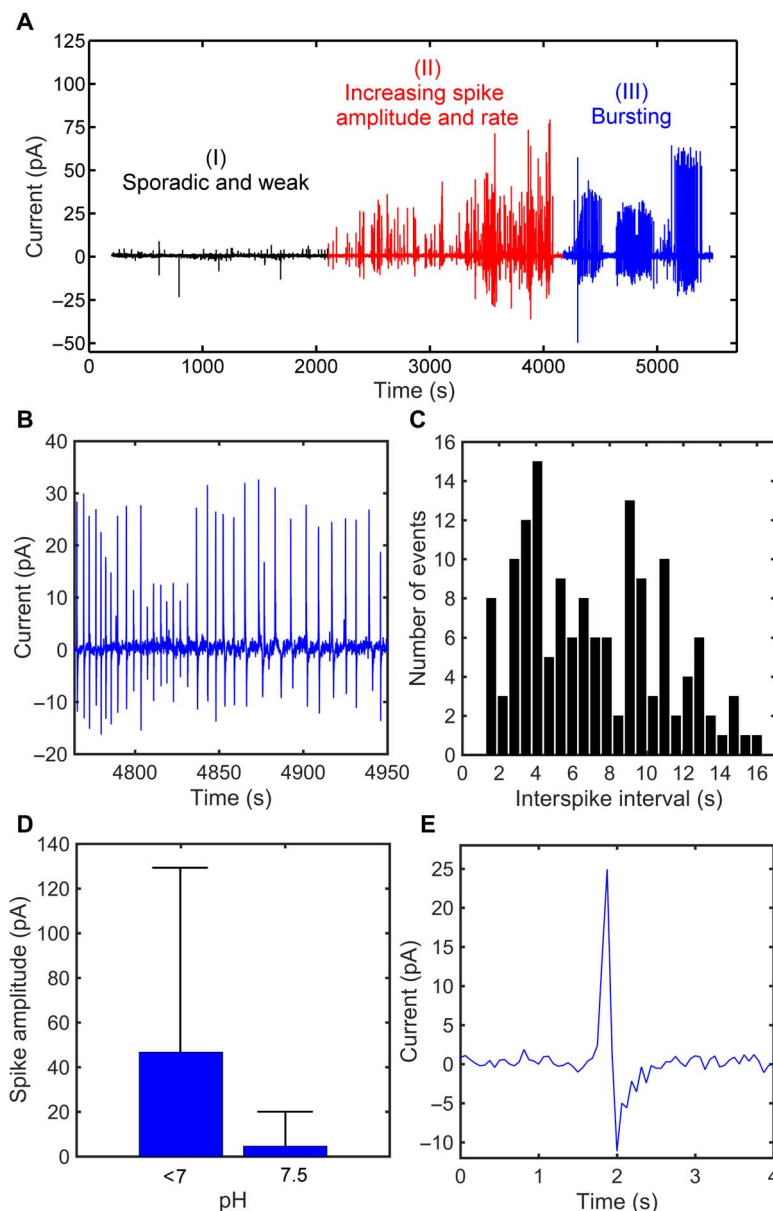 A
125
100
75
50
25
0
−25
−50
Current (pA)
(I)
Sporadic and weak
(II)
Increasing spike
amplitude and rate
(III)
Bursting
0 1000 2000 3000 4000 5000
Time (s)
B
40
30
20
10
0
−10
−20
Current (pA)
4800 4850 4900 4950
Time (s)
C
16
14
12
10
8
6
4
2
0
Number of events
0 2 4 6 8 10 12 14 16
Interspike interval (s)
D
140
120
100
80
60
40
20
0
Spike amplitude (pA)
<7 7.5
pH
E
25
20
15
10
5
0
−5
−10
Current (pA)
0 1 2 3 4
Time (s)